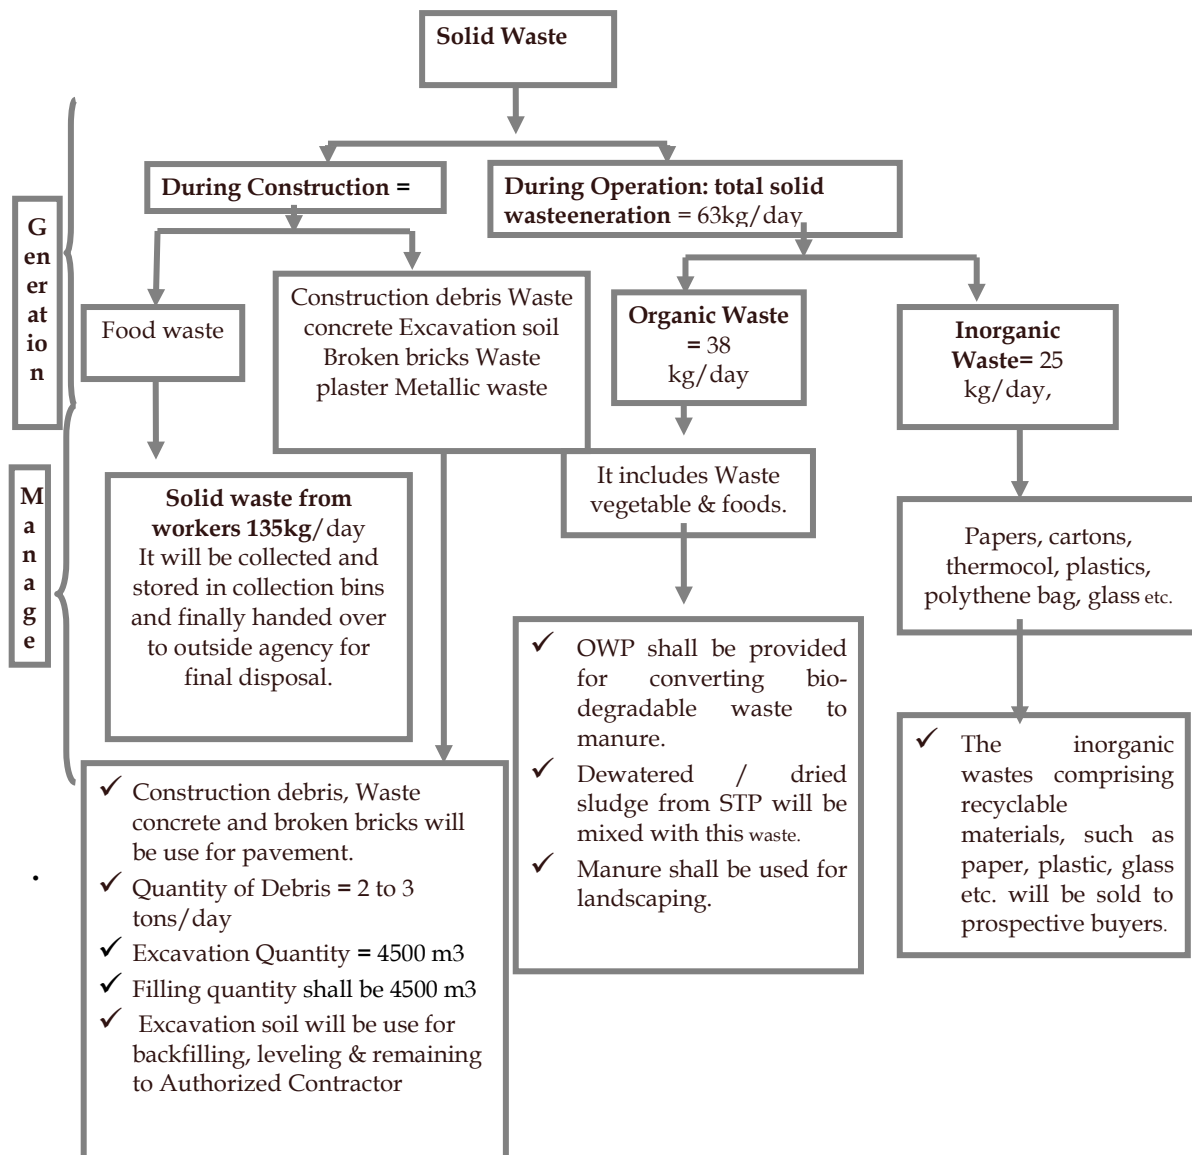 Solid Waste
During Construction =
During Operation: total solid
wasteeneration = 63kg/day
G
en
er
at
io
n
Food waste
Construction debris Waste
concrete Excavation soil
Broken bricks Waste
plaster Metallic waste
Organic Waste
= 38
kg/day
Inorganic
Waste= 25
kg/day,
M
a
n
a
g
e
Solid waste from
workers 135kg/day
It will be collected and
stored in collection bins
and finally handed over
to outside agency for
final disposal.
It includes Waste
vegetable & foods.
Papers, cartons,
thermocol, plastics,
polythene bag, glass etc.
✓ Construction debris, Waste
concrete and broken bricks will
be use for pavement.
✓ Quantity of Debris = 2 to 3
tons/day
✓ Excavation Quantity = 4500 m3
✓ Filling quantity shall be 4500 m3
✓ Excavation soil will be use for
backfilling, leveling & remaining
to Authorized Contractor
✓ OWP shall be provided
for converting bio-
degradable waste to
manure.
✓ Dewatered / dried
sludge from STP will be
mixed with this waste.
✓ Manure shall be used for
landscaping.
✓ The inorganic
wastes comprising
recyclable
materials, such as
paper, plastic, glass
etc. will be sold to
prospective buyers.
.